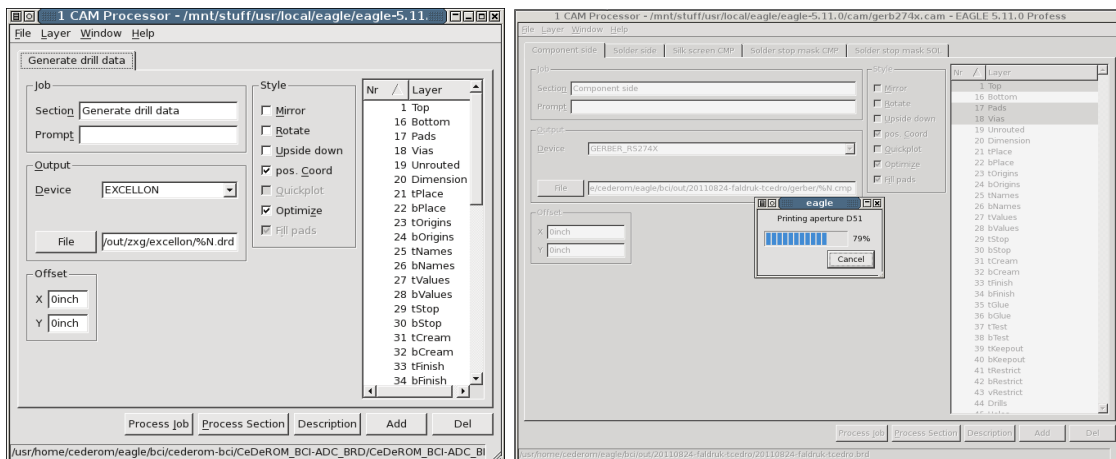 1 CAM Processor - /mnt/stuff/usr/local/eagle/eagle-5.11.
File Layer Window Help
Generate drill data
Job
Section Generate drill data
Prompt
Output
Device EXCELLON
File /out/zxg/excellon/%N.drd
Offset
X 0inch
Y 0inch
Style
Mirror
Rotate
Upside down
pos. Coord
Quickplot
Optimize
Fill pads
Nr / Layer
1 Top
16 Bottom
17 Pads
18 Vias
19 Unrouted
20 Dimension
21 tPlace
22 bPlace
23 tOrigins
24 bOrigins
25 tNames
26 bNames
27 tValues
28 bValues
29 tStop
30 bStop
31 tCream
32 bCream
33 tFinish
34 bFinish
Process Job Process Section Description Add Del
/usr/home/cederom/eagle/bci/cederom-bci/CeDeROM_BCI-ADC_BRD/CeDeROM_BCI-ADC_BI
1 CAM Processor - /mnt/stuff/usr/local/eagle/eagle-5.11.0/cam/gerb274x.cam - EAGLE 5.11.0 Profess
File Layer Window Help
Component side Solder side Silk screen CMP Solder stop mask CMP Solder stop mask SOL
Job
Section Component side
Prompt
Output
Device GERBER_RS274X
File e/cederom/eagle/bci/out/20110824-faldruk-tcedro/gerber/%N.cmp
Offset
X 0inch
Y 0inch
Style
Mirror
Rotate
Upside down
pos. Coord
Quickplot
Optimize
Fill pads
eagle
Printing aperture D51
79%
Cancel
Nr / Layer
1 Top
16 Bottom
17 Pads
18 Vias
19 Unrouted
20 Dimension
21 tPlace
22 bPlace
23 tOrigins
24 bOrigins
25 tNames
26 bNames
27 tValues
28 bValues
29 tStop
30 bStop
31 tCream
32 bCream
33 tFinish
34 bFinish
35 tGlue
36 bGlue
37 tTest
38 bTest
39 tKeepout
40 bKeepout
41 tRestrict
42 bRestrict
43 vRestrict
44 Drills
Process Job Process Section Description Add Del
/usr/home/cederom/eagle/bci/out/20110824-faldruk-tcedro/20110824-faldruk-tcedro.brd